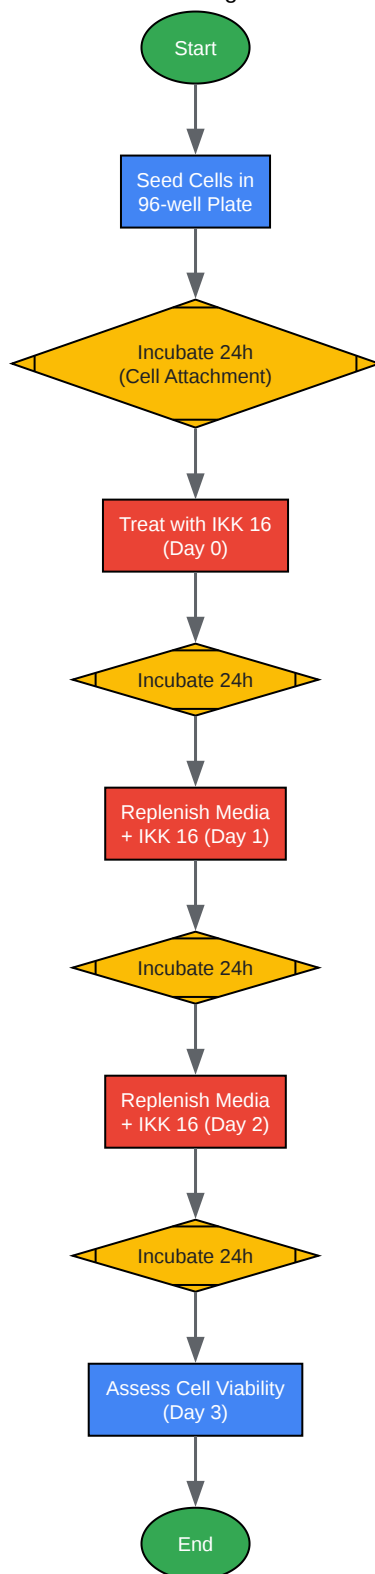 Start
Seed Cells in
96-well Plate
Incubate 24h
(Cell Attachment)
Treat with IKK 16
(Day 0)
Incubate 24h
Replenish Media
+ IKK 16 (Day 1)
Incubate 24h
Replenish Media
+ IKK 16 (Day 2)
Incubate 24h
Assess Cell Viability
(Day 3)
End